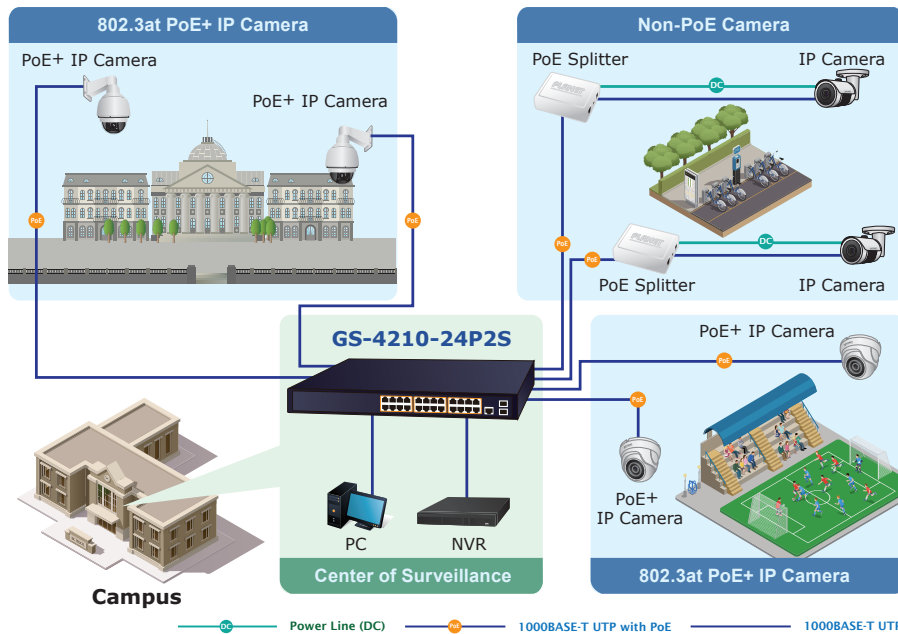 802.3at PoE+ IP Camera
PoE+ IP Camera
PoE+ IP Camera
PoE
PoE
Non-PoE Camera
PoE Splitter
IP Camera
DC
PLANET
PoE
PoE
DC
PLANET
PoE Splitter
IP Camera
GS-4210-24P2S
PC
NVR
Center of Surveillance
Campus
PoE+ IP Camera
PoE
PoE
PoE+
IP Camera
802.3at PoE+ IP Camera
DC
Power Line (DC)
PoE
1000BASE-T UTP with PoE
1000BASE-T UTP